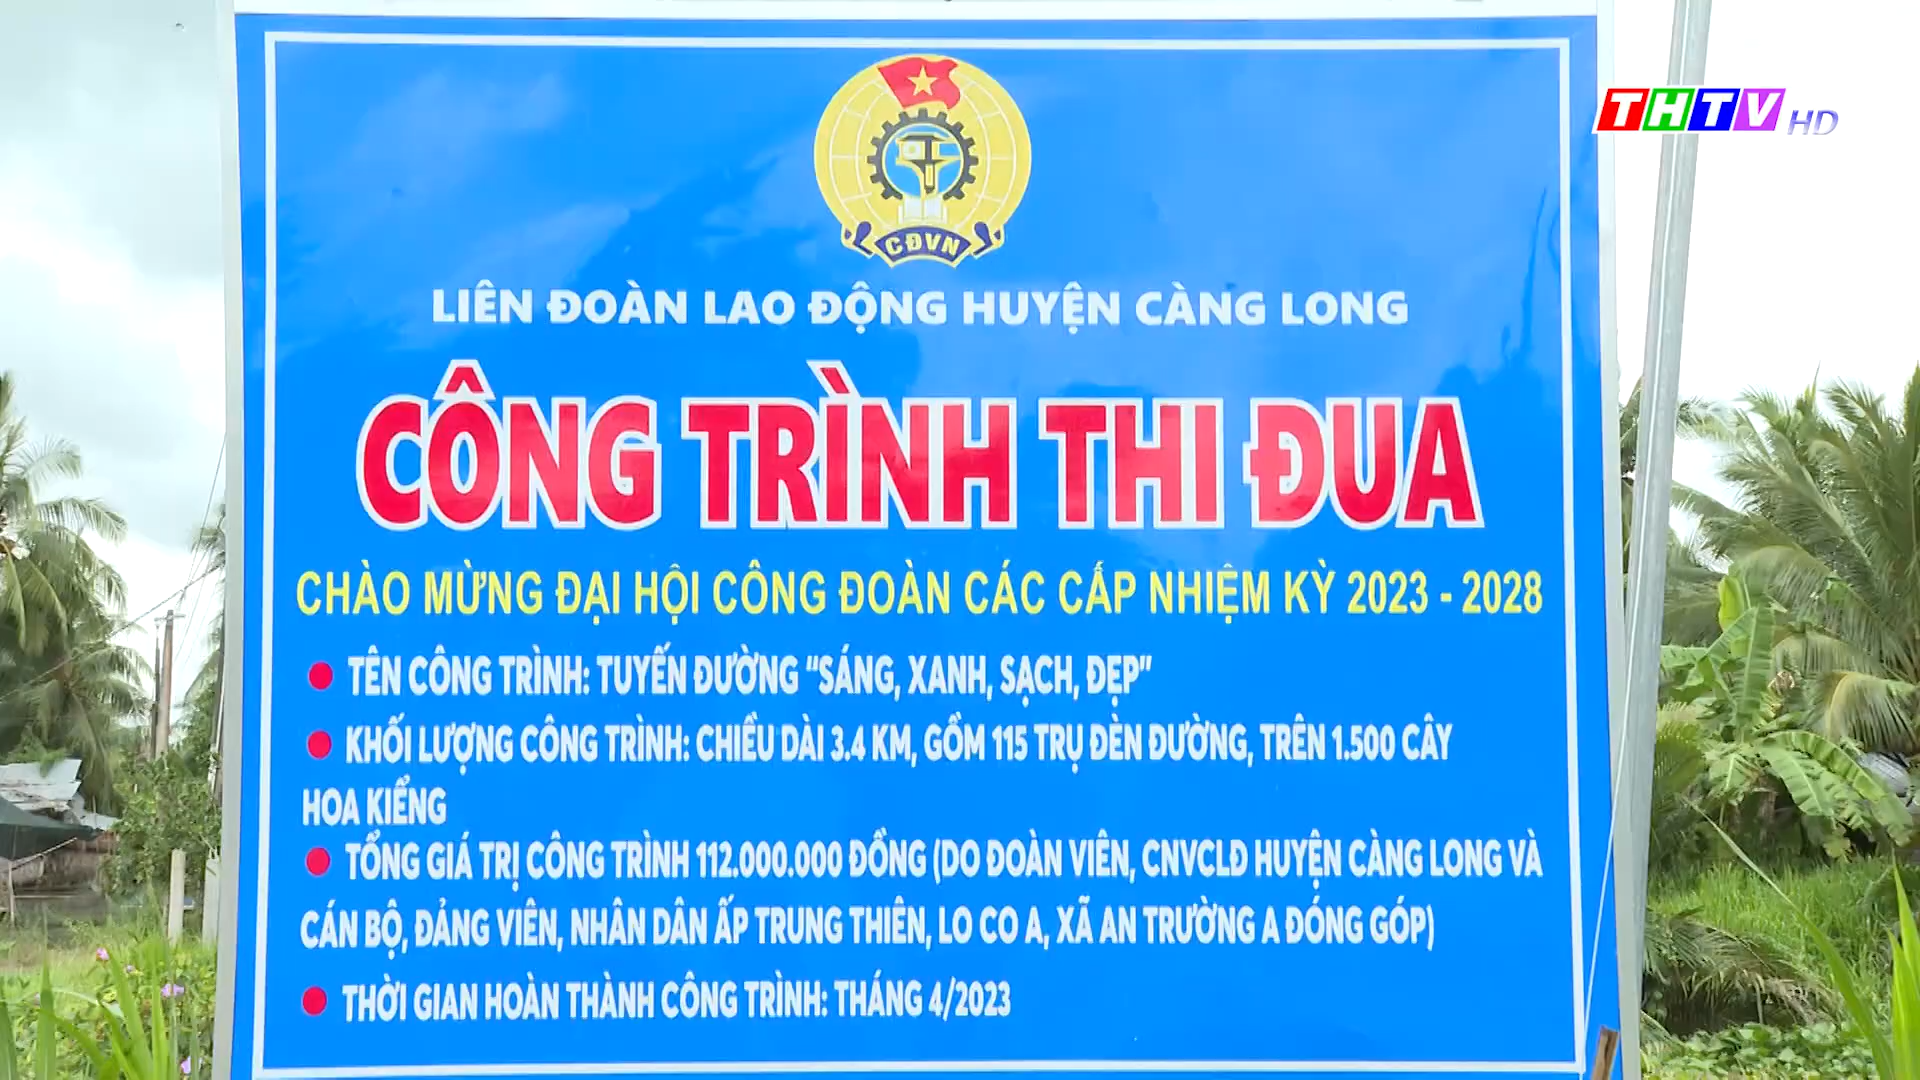 THTV HD
CĐVN
LIÊN ĐOÀN LAO ĐỘNG HUYỆN CÀNG LONG
CÔNG TRÌNH THI ĐUA
CHÀO MỪNG ĐẠI HỘI CÔNG ĐOÀN CÁC CẤP NHIỆM KỲ 2023 - 2028
TÊN CÔNG TRÌNH: TUYẾN ĐƯỜNG "SÁNG, XANH, SẠCH, ĐẸP"
KHỐI LƯỢNG CÔNG TRÌNH: CHIỀU DÀI 3.4 KM, GỒM 115 TRỤ ĐÈN ĐƯỜNG, TRÊN 1.500 CÂY
HOA KIỂNG
TỔNG GIÁ TRỊ CÔNG TRÌNH 112.000.000 ĐỒNG (DO ĐOÀN VIÊN, CNVCLĐ HUYỆN CÀNG LONG VÀ
CÁN BỘ, ĐẢNG VIÊN, NHÂN DÂN ẤP TRUNG THIÊN, LO CO A, XÃ AN TRƯỜNG A ĐÓNG GÓP)
THỜI GIAN HOÀN THÀNH CÔNG TRÌNH: THÁNG 4/2023